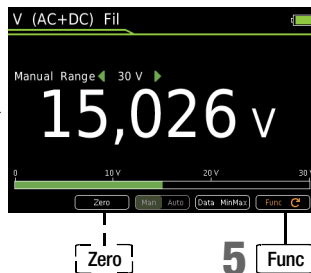 V (AC+DC) Fil
Manual Range 30 V
15,026 V
0 10 V 20 V 30
Zero Man Auto Data MinMax Func
Zero 5 Func